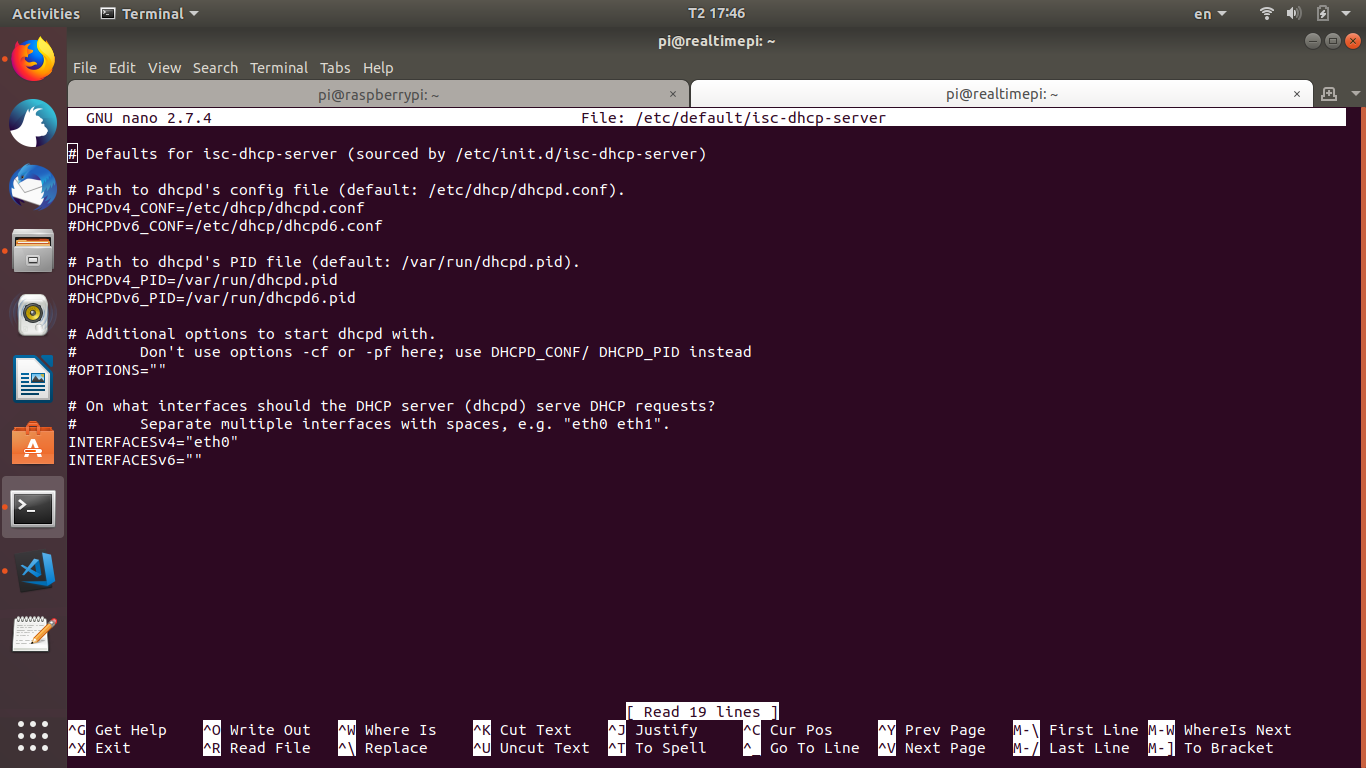 Activities Terminal T2 17:46 en
pi@realtimepi: ~
File Edit View Search Terminal Tabs Help
pi@raspberrypi: ~ × pi@realtimepi: ~ ×
GNU nano 2.7.4 File: /etc/default/isc-dhcp-server
# Defaults for isc-dhcp-server (sourced by /etc/init.d/isc-dhcp-server)
# Path to dhcpd's config file (default: /etc/dhcp/dhcpd.conf).
DHCPDv4_CONF=/etc/dhcp/dhcpd.conf
#DHCPDv6_CONF=/etc/dhcp/dhcpd6.conf
# Path to dhcpd's PID file (default: /var/run/dhcpd.pid).
DHCPDv4_PID=/var/run/dhcpd.pid
#DHCPDv6_PID=/var/run/dhcpd6.pid
# Additional options to start dhcpd with.
#       Don't use options -cf or -pf here; use DHCPD_CONF/ DHCPD_PID instead
#OPTIONS=""
# On what interfaces should the DHCP server (dhcpd) serve DHCP requests?
#       Separate multiple interfaces with spaces, e.g. "eth0 eth1".
INTERFACESv4="eth0"
INTERFACESv6=""
[ Read 19 lines ]
^G Get Help ^O Write Out ^W Where Is ^K Cut Text ^J Justify ^C Cur Pos ^Y Prev Page M-\ First Line M-W WhereIs Next
^X Exit ^R Read File ^\ Replace ^U Uncut Text ^T To Spell ^_ Go To Line ^V Next Page M-/ Last Line M-] To Bracket